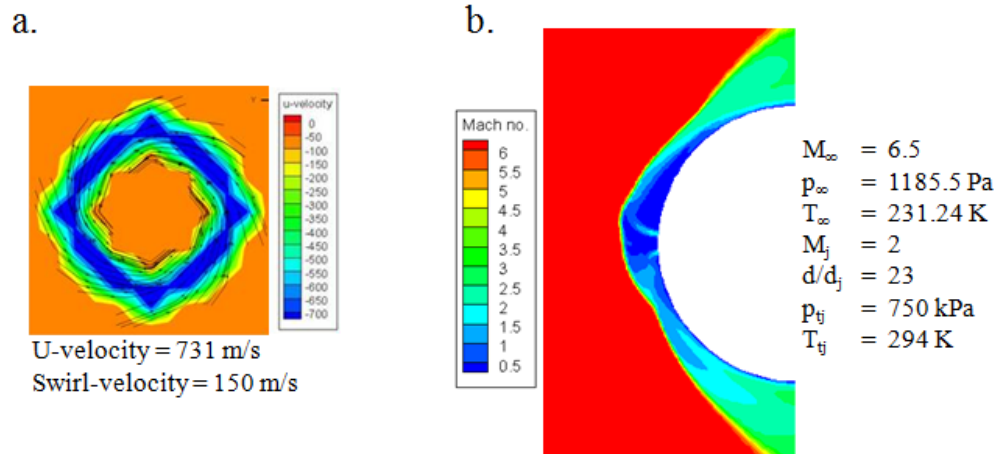 a.
u-velocity
0
-50
-100
-150
-200
-250
-300
-350
-400
-450
-500
-550
-600
-650
-700
Y
U-velocity = 731 m/s
Swirl-velocity = 150 m/s
b.
Mach no.
6
5.5
5
4.5
4
3.5
3
2.5
2
1.5
1
0.5
M∞ = 6.5
p∞ = 1185.5 Pa
T∞ = 231.24 K
Mj = 2
d/dj = 23
ptj = 750 kPa
Ttj = 294 K